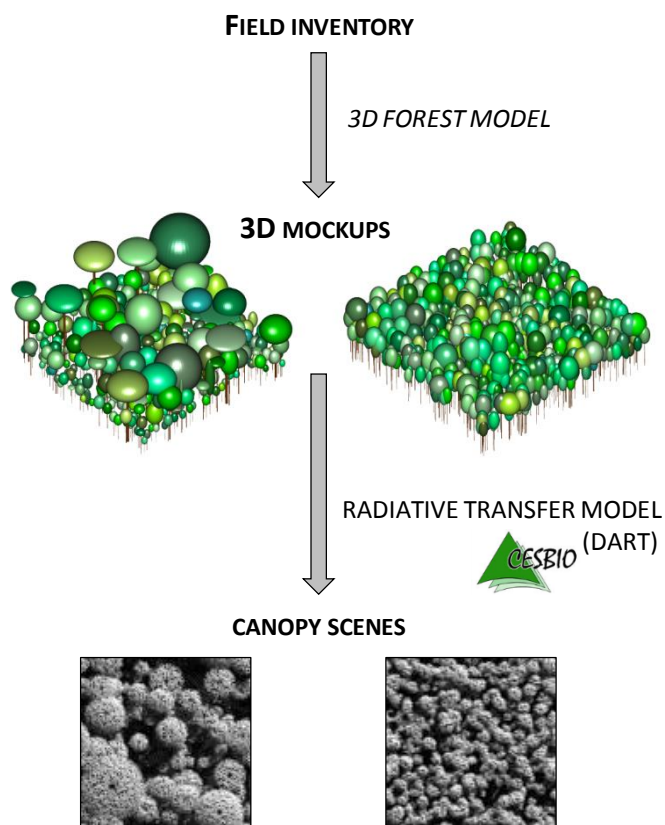 FIELD INVENTORY
3D FOREST MODEL
3D MOCKUPS
RADIATIVE TRANSFER MODEL
(DART)
CESBIO
CANOPY SCENES